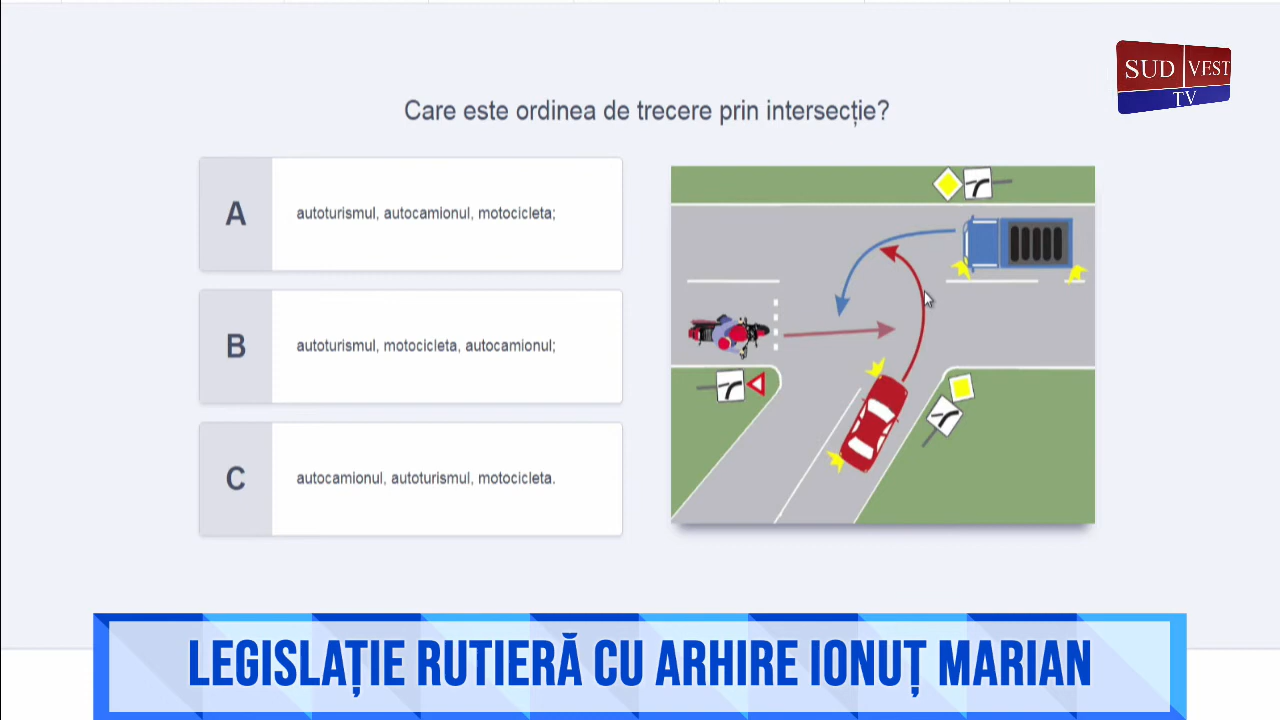 SUD VEST
TV
Care este ordinea de trecere prin intersecție?
A
autoturismul, autocamionul, motocicleta;
B
autoturismul, motocicleta, autocamionul;
C
autocamionul, autoturismul, motocicleta.
LEGISLAȚIE RUTIERĂ CU ARHIRE IONUȚ MARIAN